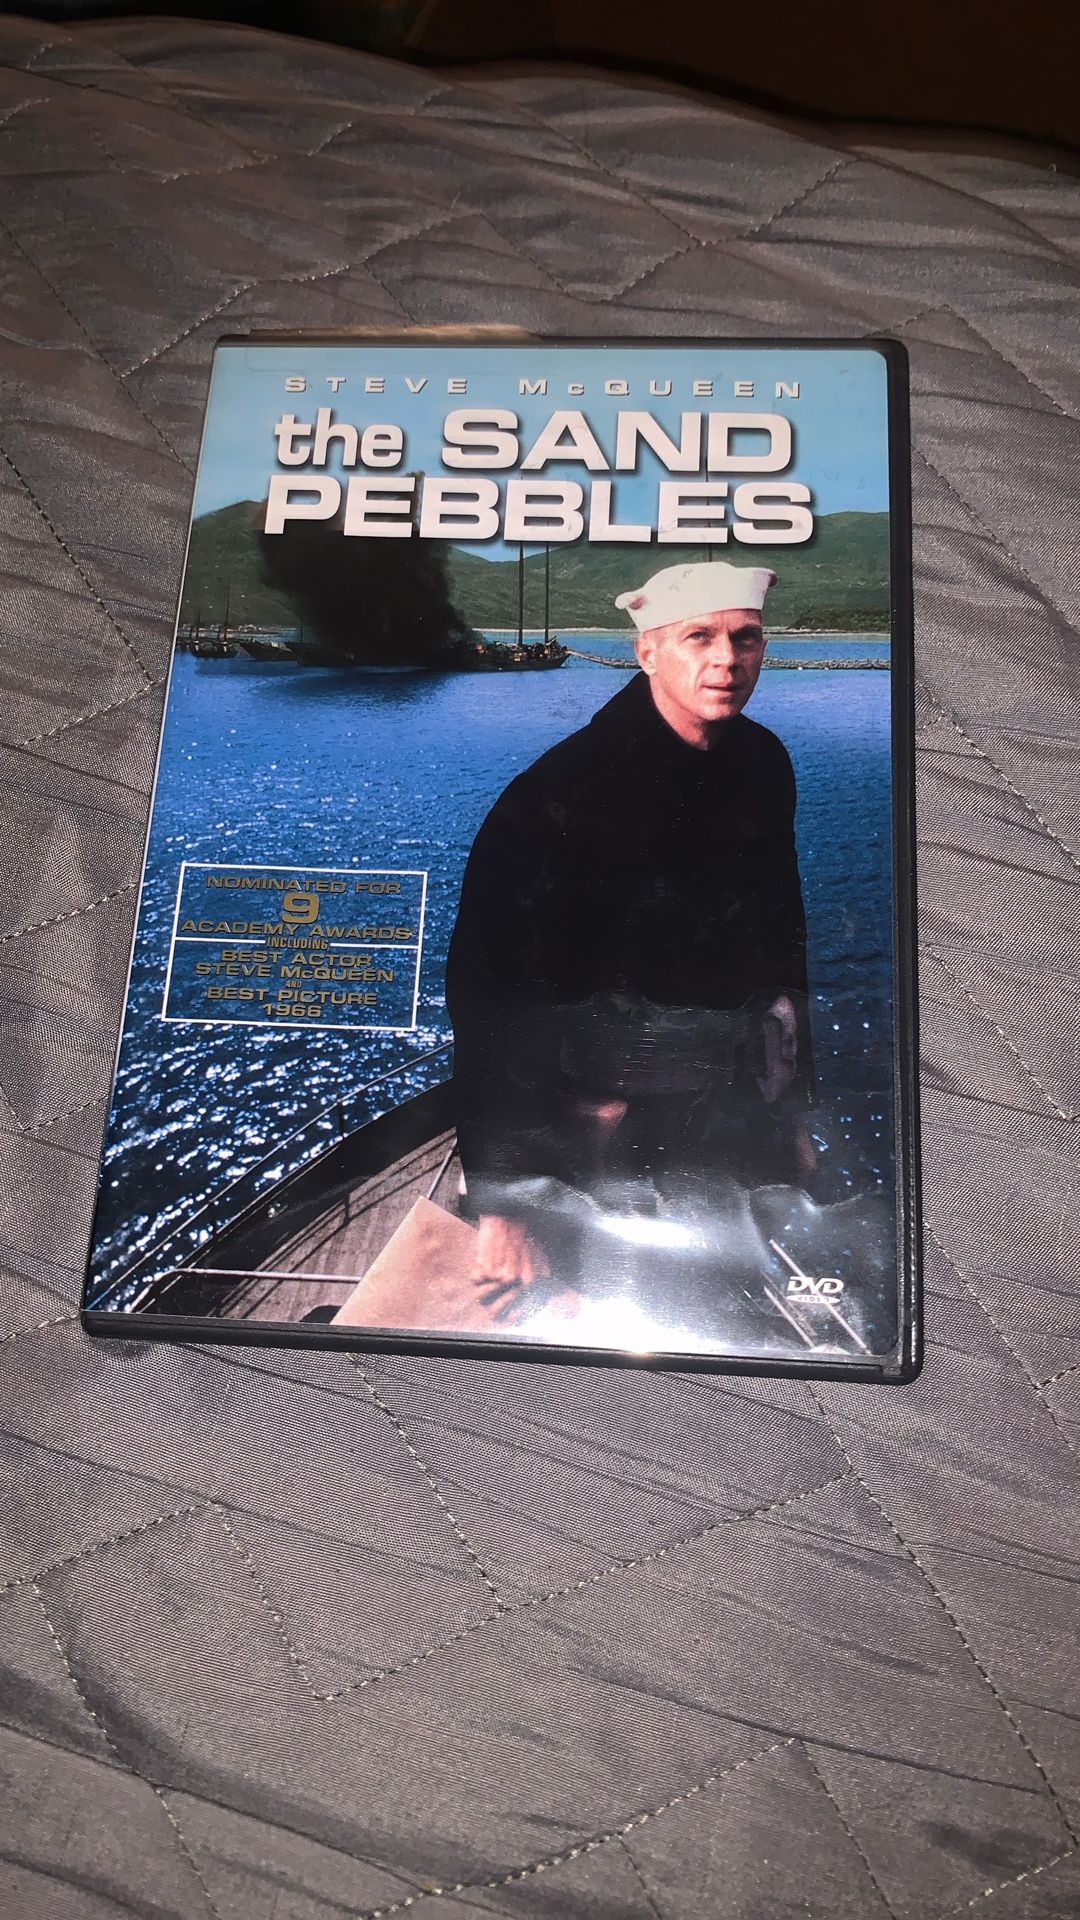 STEVE McQUEEN
the SAND
PEBBLES
NOMINATED FOR
9
ACADEMY AWARDS®
INCLUDING
BEST ACTOR
STEVE McQUEEN
AND
BEST PICTURE
1966
DVD
VIDEO